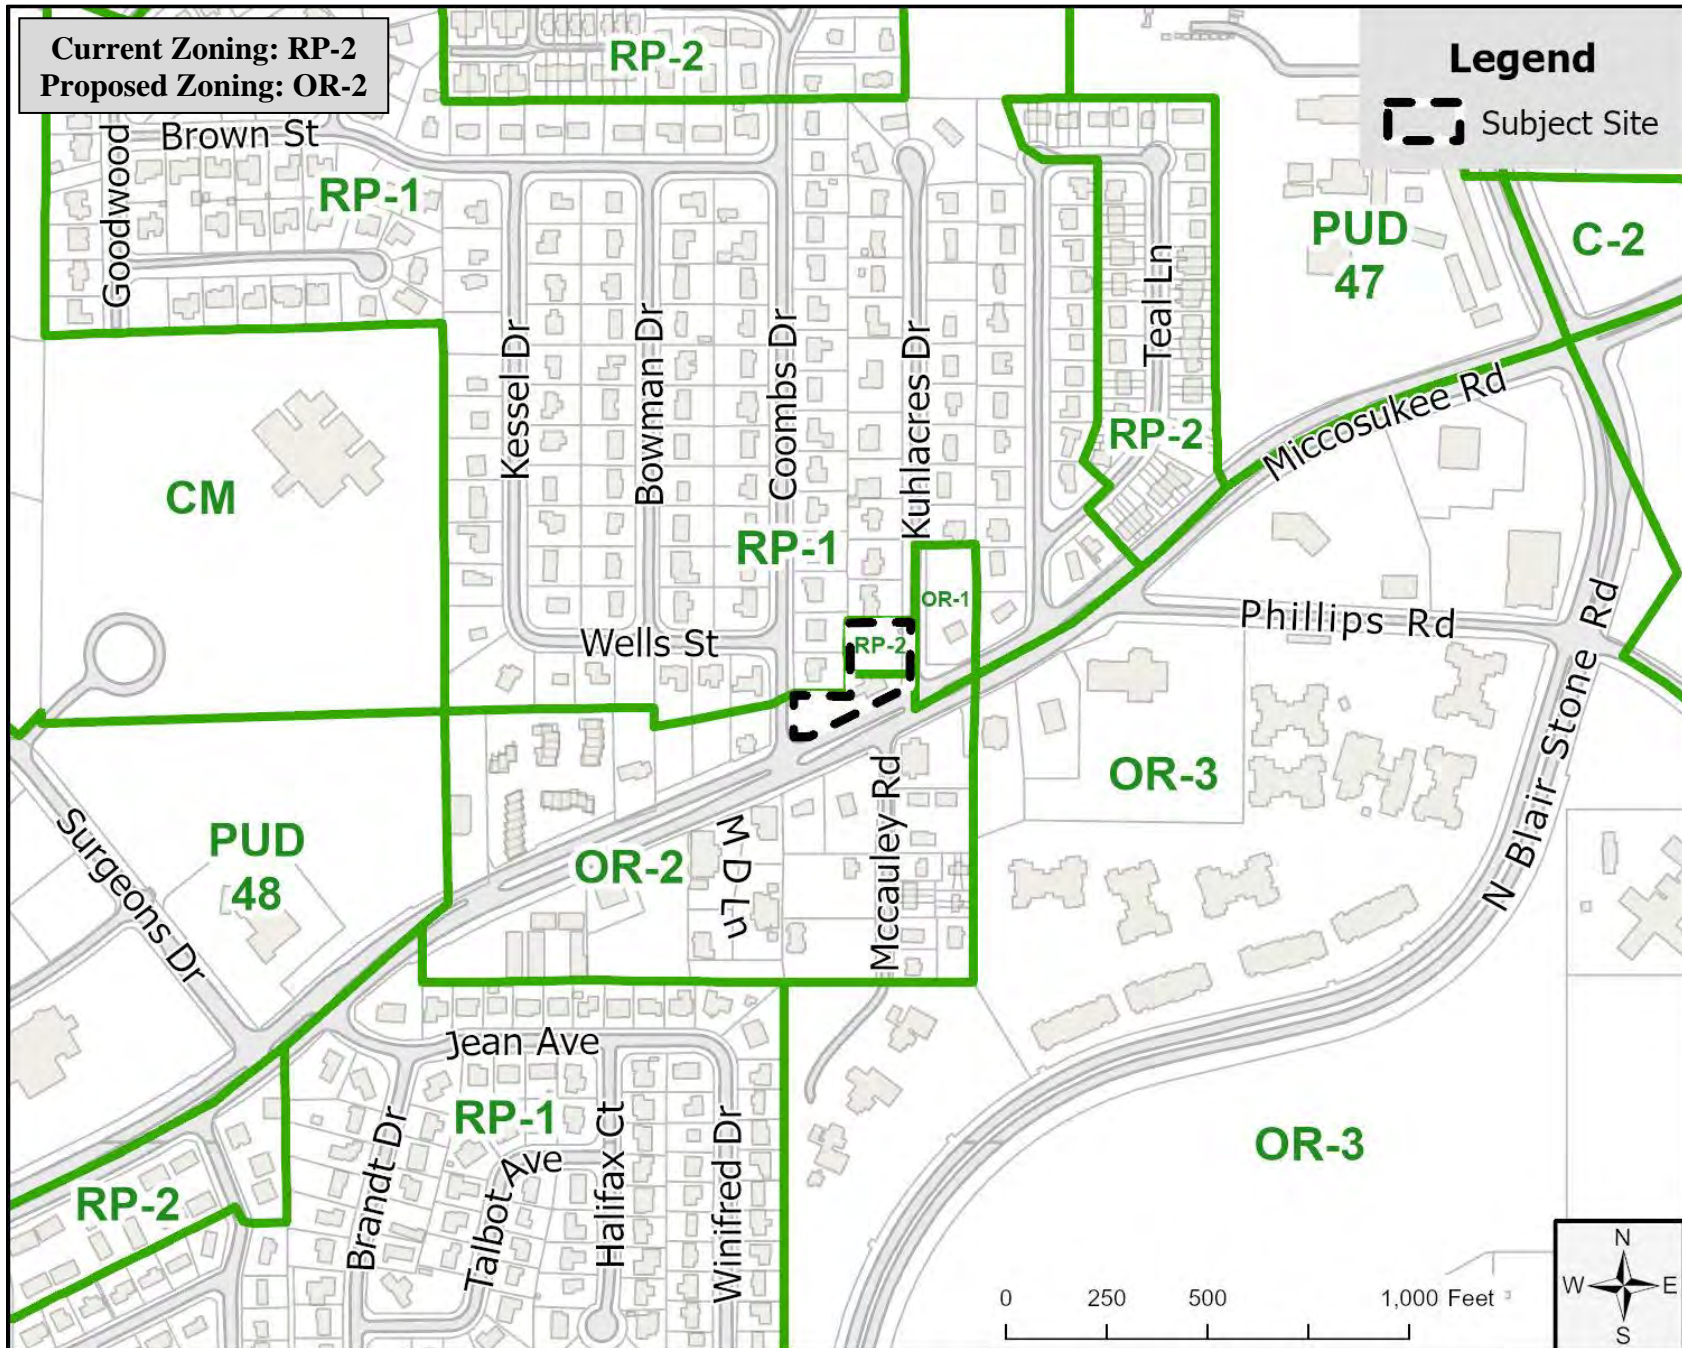 Current Zoning: RP-2
Proposed Zoning: OR-2
RP-2
Legend
Subject Site
Brown St
Goodwood
RP-1
PUD
47
C-2
Teal Ln
Kessel Dr
Bowman Dr
Coombs Dr
Kuhlacres Dr
RP-2
Miccosukee Rd
CM
RP-1
OR-1
Phillips Rd
Wells St
RP-2
N Blair Stone Rd
OR-3
Mccauley Rd
Surgeons Dr
PUD
48
OR-2
M D Ln
Jean Ave
RP-1
Brandt Dr
Talbot Ave
Halifax Ct
Winifred Dr
OR-3
RP-2
0 250 500 1,000 Feet
N
W E
S